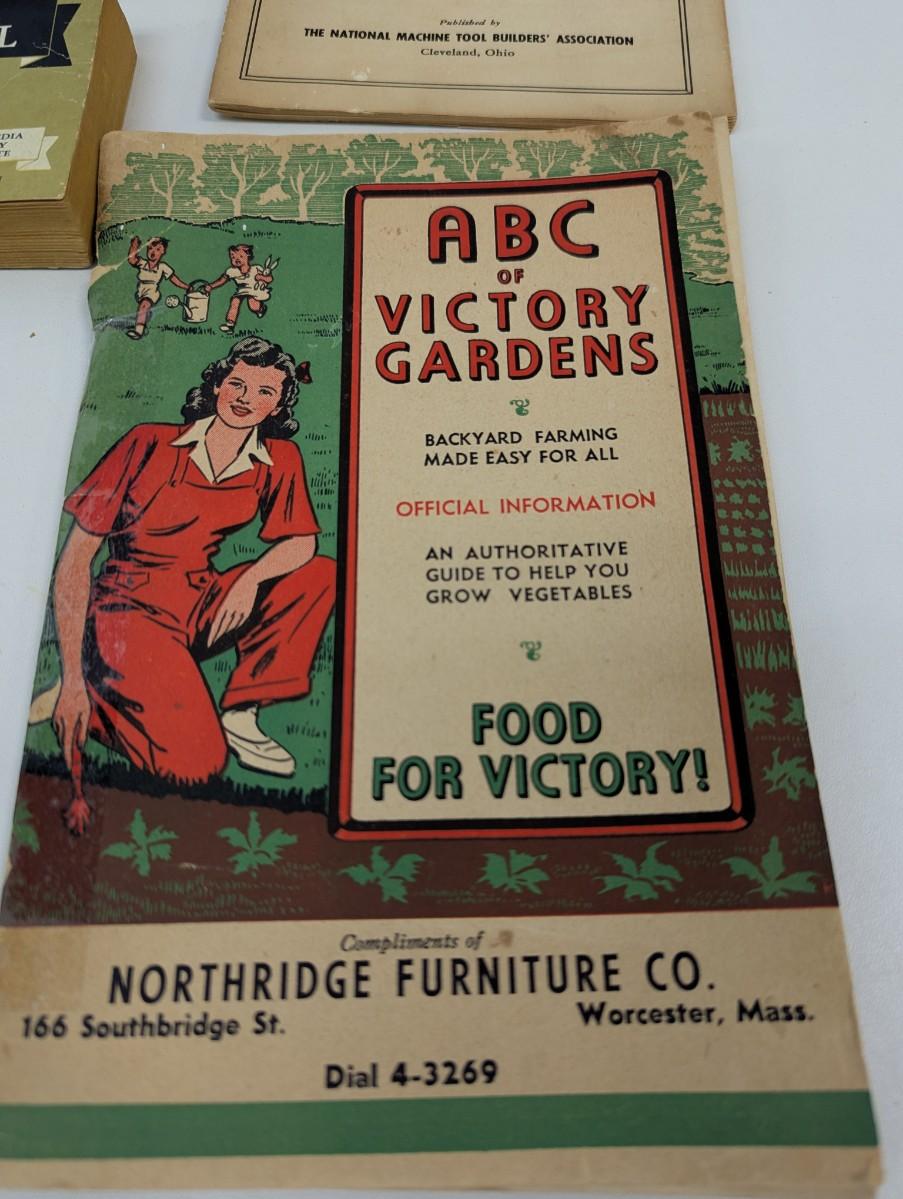 L
DIA
Y
TE
Published by
THE NATIONAL MACHINE TOOL BUILDERS' ASSOCIATION
Cleveland, Ohio
ABC
OF
VICTORY
GARDENS
BACKYARD FARMING
MADE EASY FOR ALL
OFFICIAL INFORMATION
AN AUTHORITATIVE
GUIDE TO HELP YOU
GROW VEGETABLES
FOOD
FOR VICTORY!
Compliments of
NORTHRIDGE FURNITURE CO.
166 Southbridge St. Worcester, Mass.
Dial 4-3269